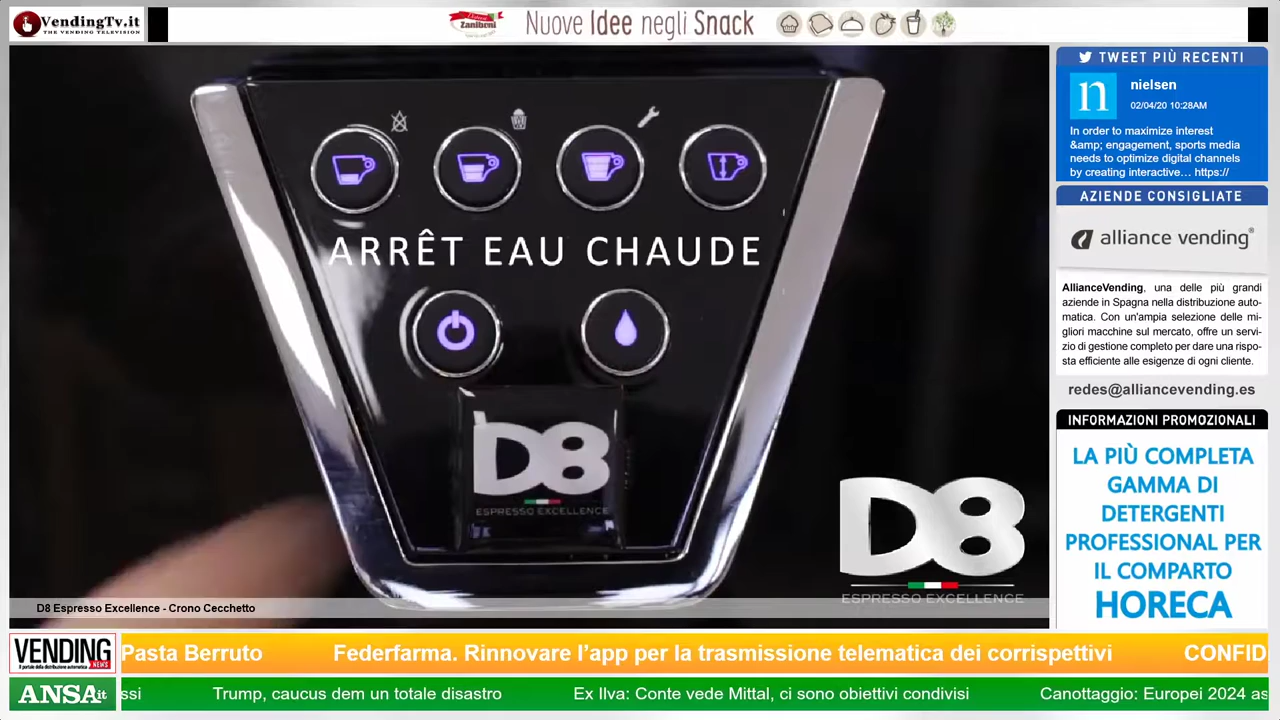 VendingTv.it
THE VENDING TELEVISION
Zaniboni
Nuove Idee negli Snack
ARRÊT EAU CHAUDE
D8
ESPRESSO EXCELLENCE
D8
ESPRESSO EXCELLENCE
D8 Espresso Excellence - Crono Cecchetto
TWEET PIÙ RECENTI
n
nielsen
02/04/20 10:28AM
In order to maximize interest
&amp; engagement, sports media
needs to optimize digital channels
by creating interactive… https://
AZIENDE CONSIGLIATE
alliance vending®
AllianceVending, una delle più grandi
aziende in Spagna nella distribuzione auto-
matica. Con un'ampia selezione delle mi-
gliori macchine sul mercato, offre un servi-
zio di gestione completo per dare una rispo-
sta efficiente alle esigenze di ogni cliente.
redes@alliancevending.es
INFORMAZIONI PROMOZIONALI
LA PIÙ COMPLETA
GAMMA DI
DETERGENTI
PROFESSIONAL PER
IL COMPARTO
HORECA
VENDING NEWS
Il portale della distribuzione automatica
Pasta Berruto Federfarma. Rinnovare l'app per la trasmissione telematica dei corrispettivi CONFID
ANSA.it
ssi Trump, caucus dem un totale disastro Ex Ilva: Conte vede Mittal, ci sono obiettivi condivisi Canottaggio: Europei 2024 as